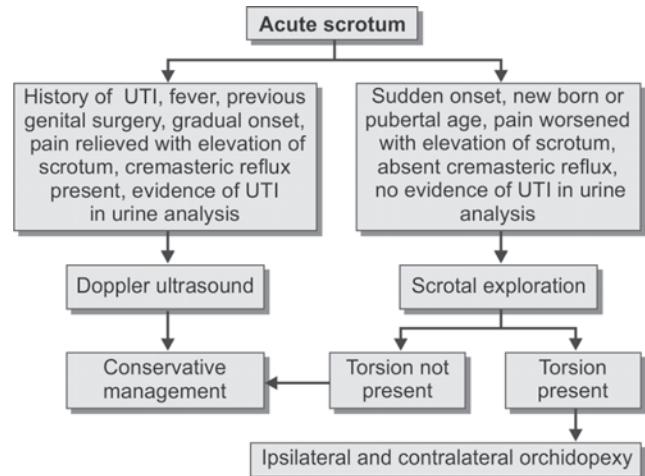 Acute scrotum
History of UTI, fever, previous
genital surgery, gradual onset,
pain relieved with elevation of
scrotum, cremasteric reflux
present, evidence of UTI
in urine analysis
Sudden onset, new born or
pubertal age, pain worsened
with elevation of scrotum,
absent cremasteric reflux,
no evidence of UTI in urine
analysis
Doppler ultrasound
Scrotal exploration
Conservative
management
Torsion not
present
Torsion
present
Ipsilateral and contralateral orchidopexy